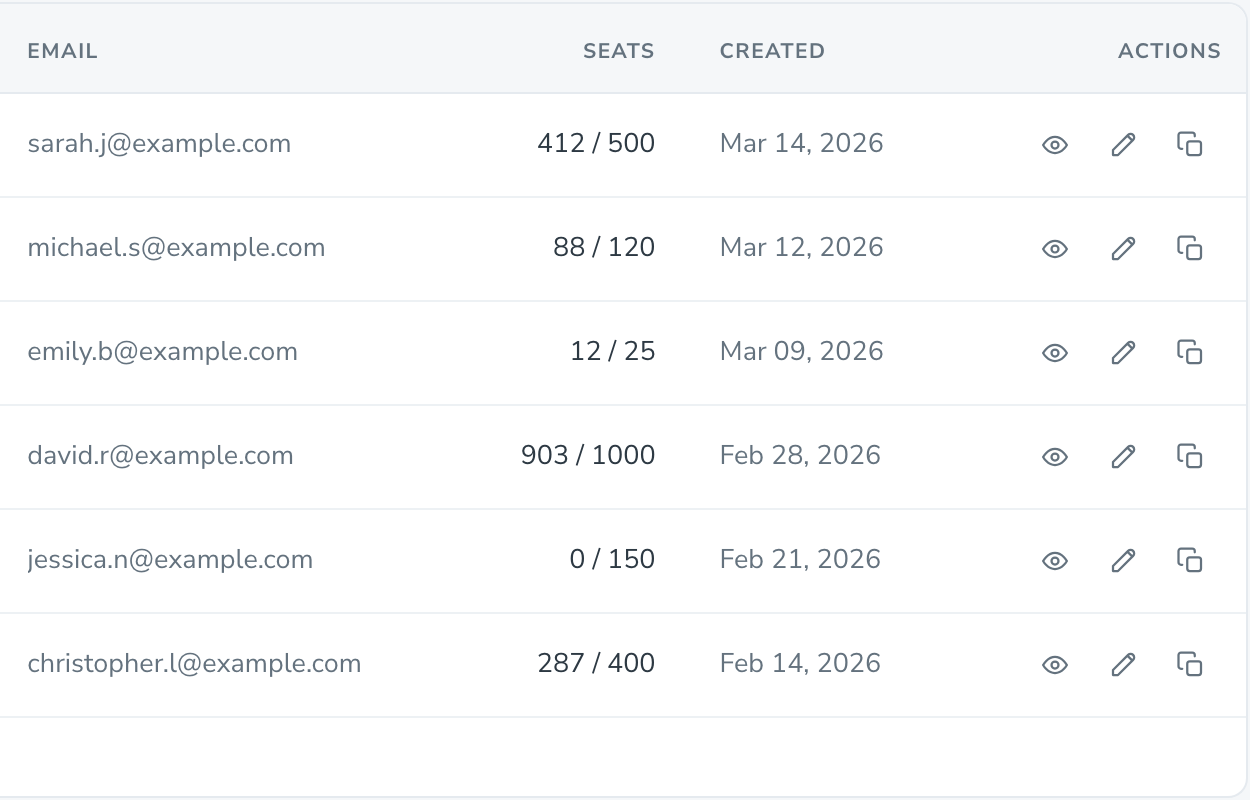 EMAIL SEATS CREATED ACTIONS
sarah.j@example.com 412 / 500 Mar 14, 2026
michael.s@example.com 88 / 120 Mar 12, 2026
emily.b@example.com 12 / 25 Mar 09, 2026
david.r@example.com 903 / 1000 Feb 28, 2026
jessica.n@example.com 0 / 150 Feb 21, 2026
christopher.l@example.com 287 / 400 Feb 14, 2026